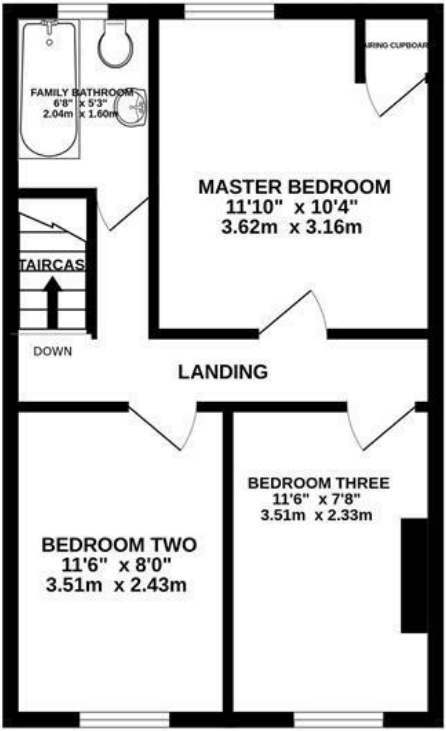 AIRING CUPBOARD
FAMILY BATHROOM
6'8" x 5'3"
2.04m x 1.60m
MASTER BEDROOM
11'10" x 10'4"
3.62m x 3.16m
TAIRCAS
DOWN
LANDING
BEDROOM THREE
11'6" x 7'8"
3.51m x 2.33m
BEDROOM TWO
11'6" x 8'0"
3.51m x 2.43m